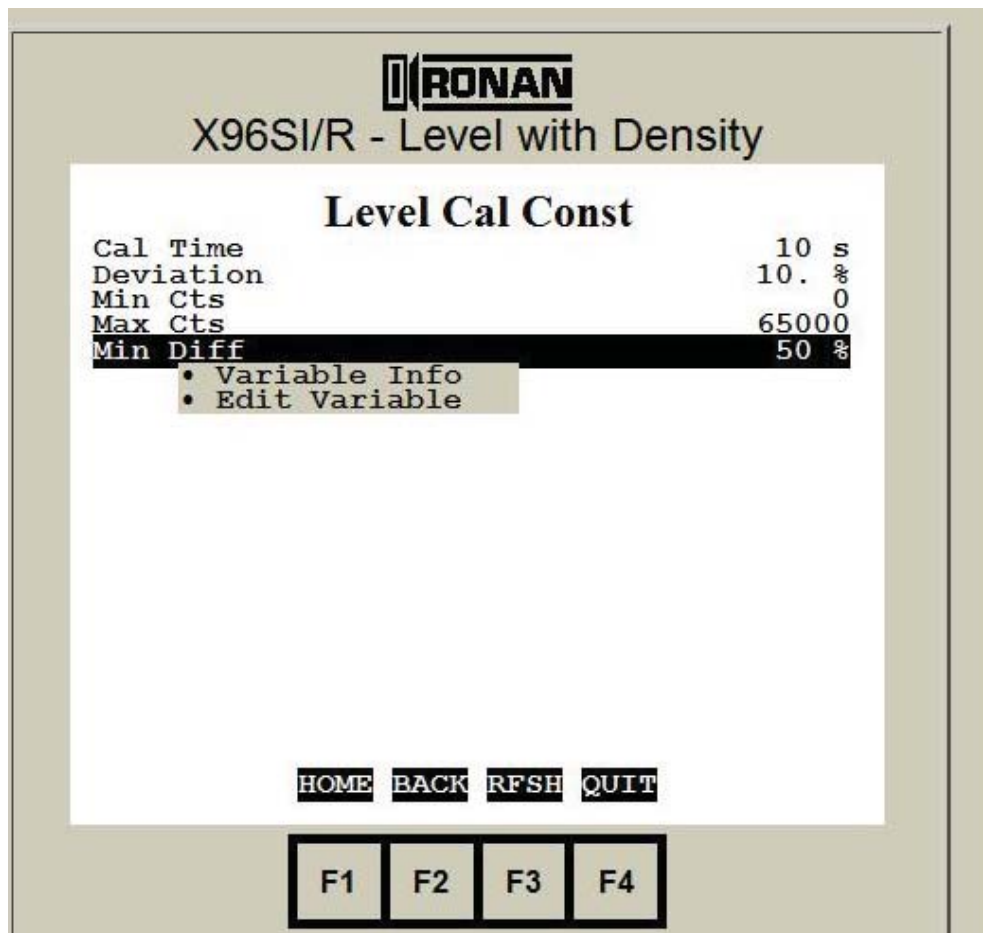 RONAN
X96SI/R - Level with Density
Level Cal Const
Cal Time 10 s
Deviation 10. %
Min Cts 0
Max Cts 65000
Min Diff 50 %
• Variable Info
• Edit Variable
HOME BACK RFSH QUIT
F1 F2 F3 F4